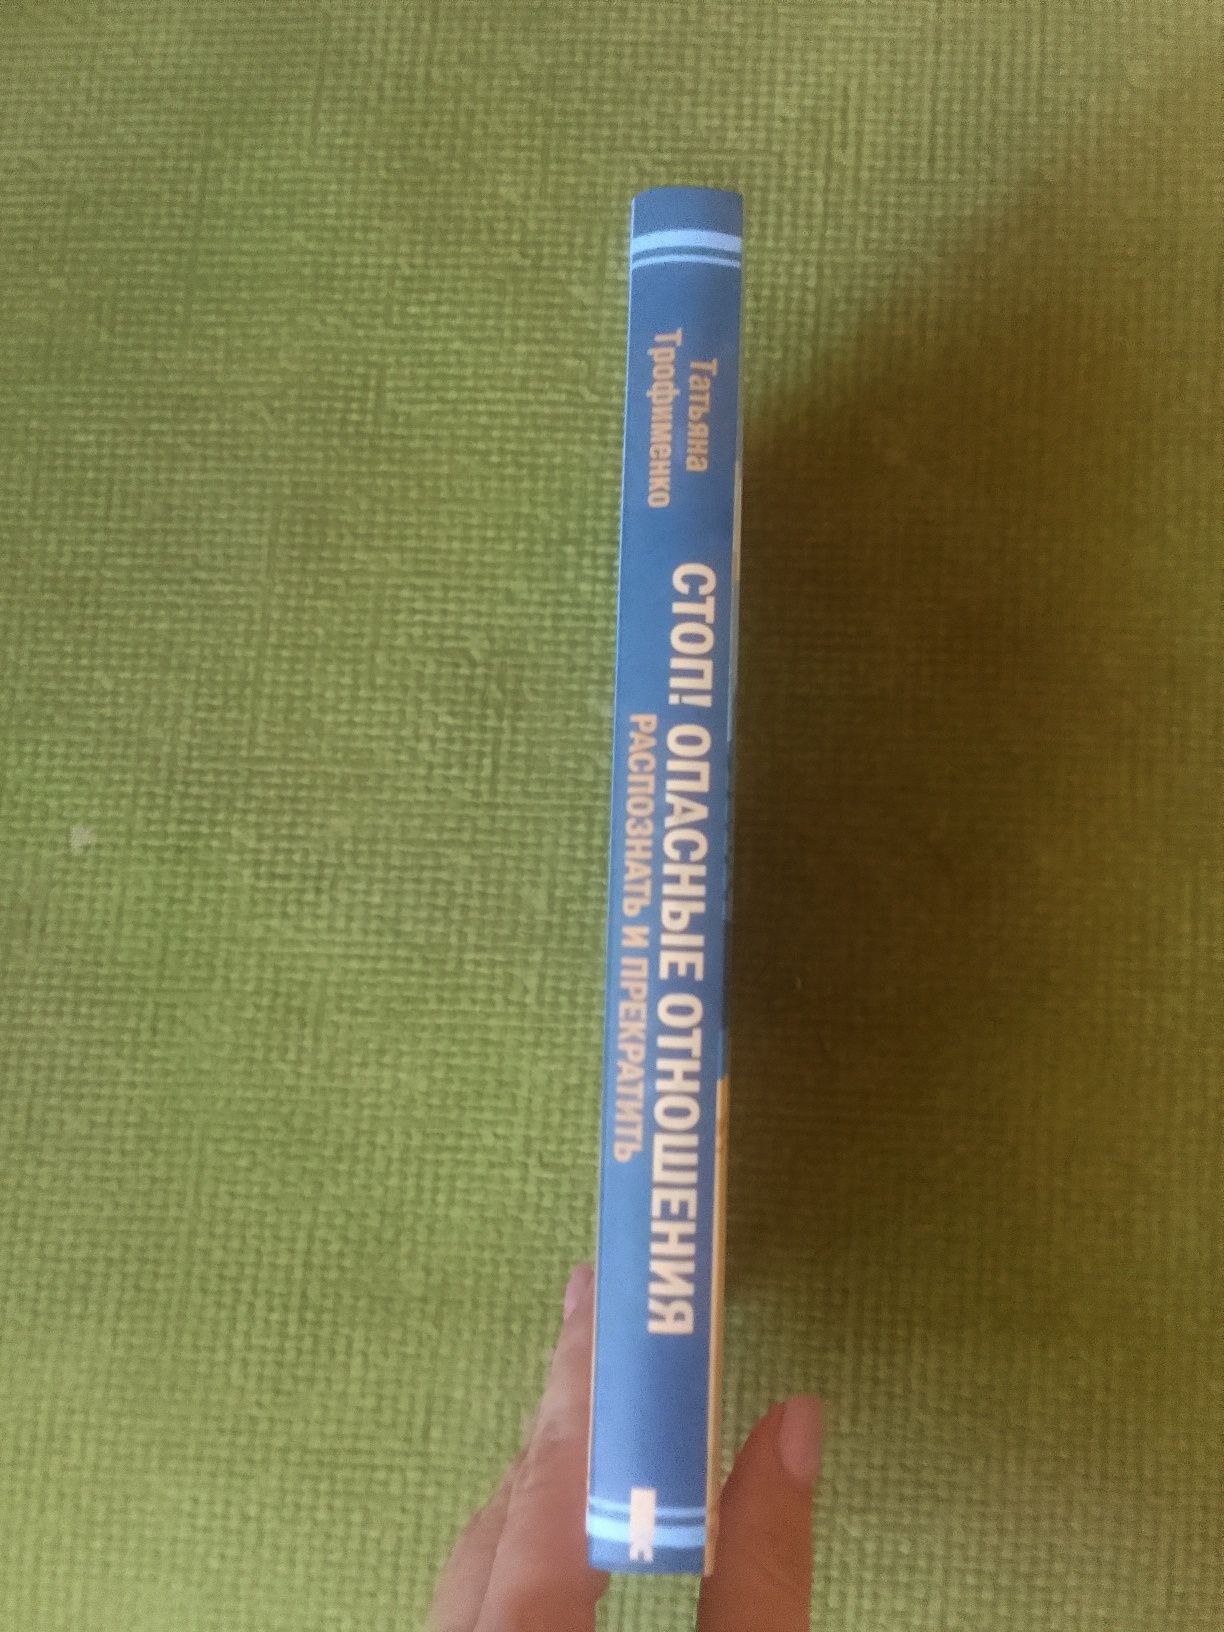 Татьяна
Трофименко
СТОП! ОПАСНЫЕ ОТНОШЕНИЯ
РАСПОЗНАТЬ И ПРЕКРАТИТЬ